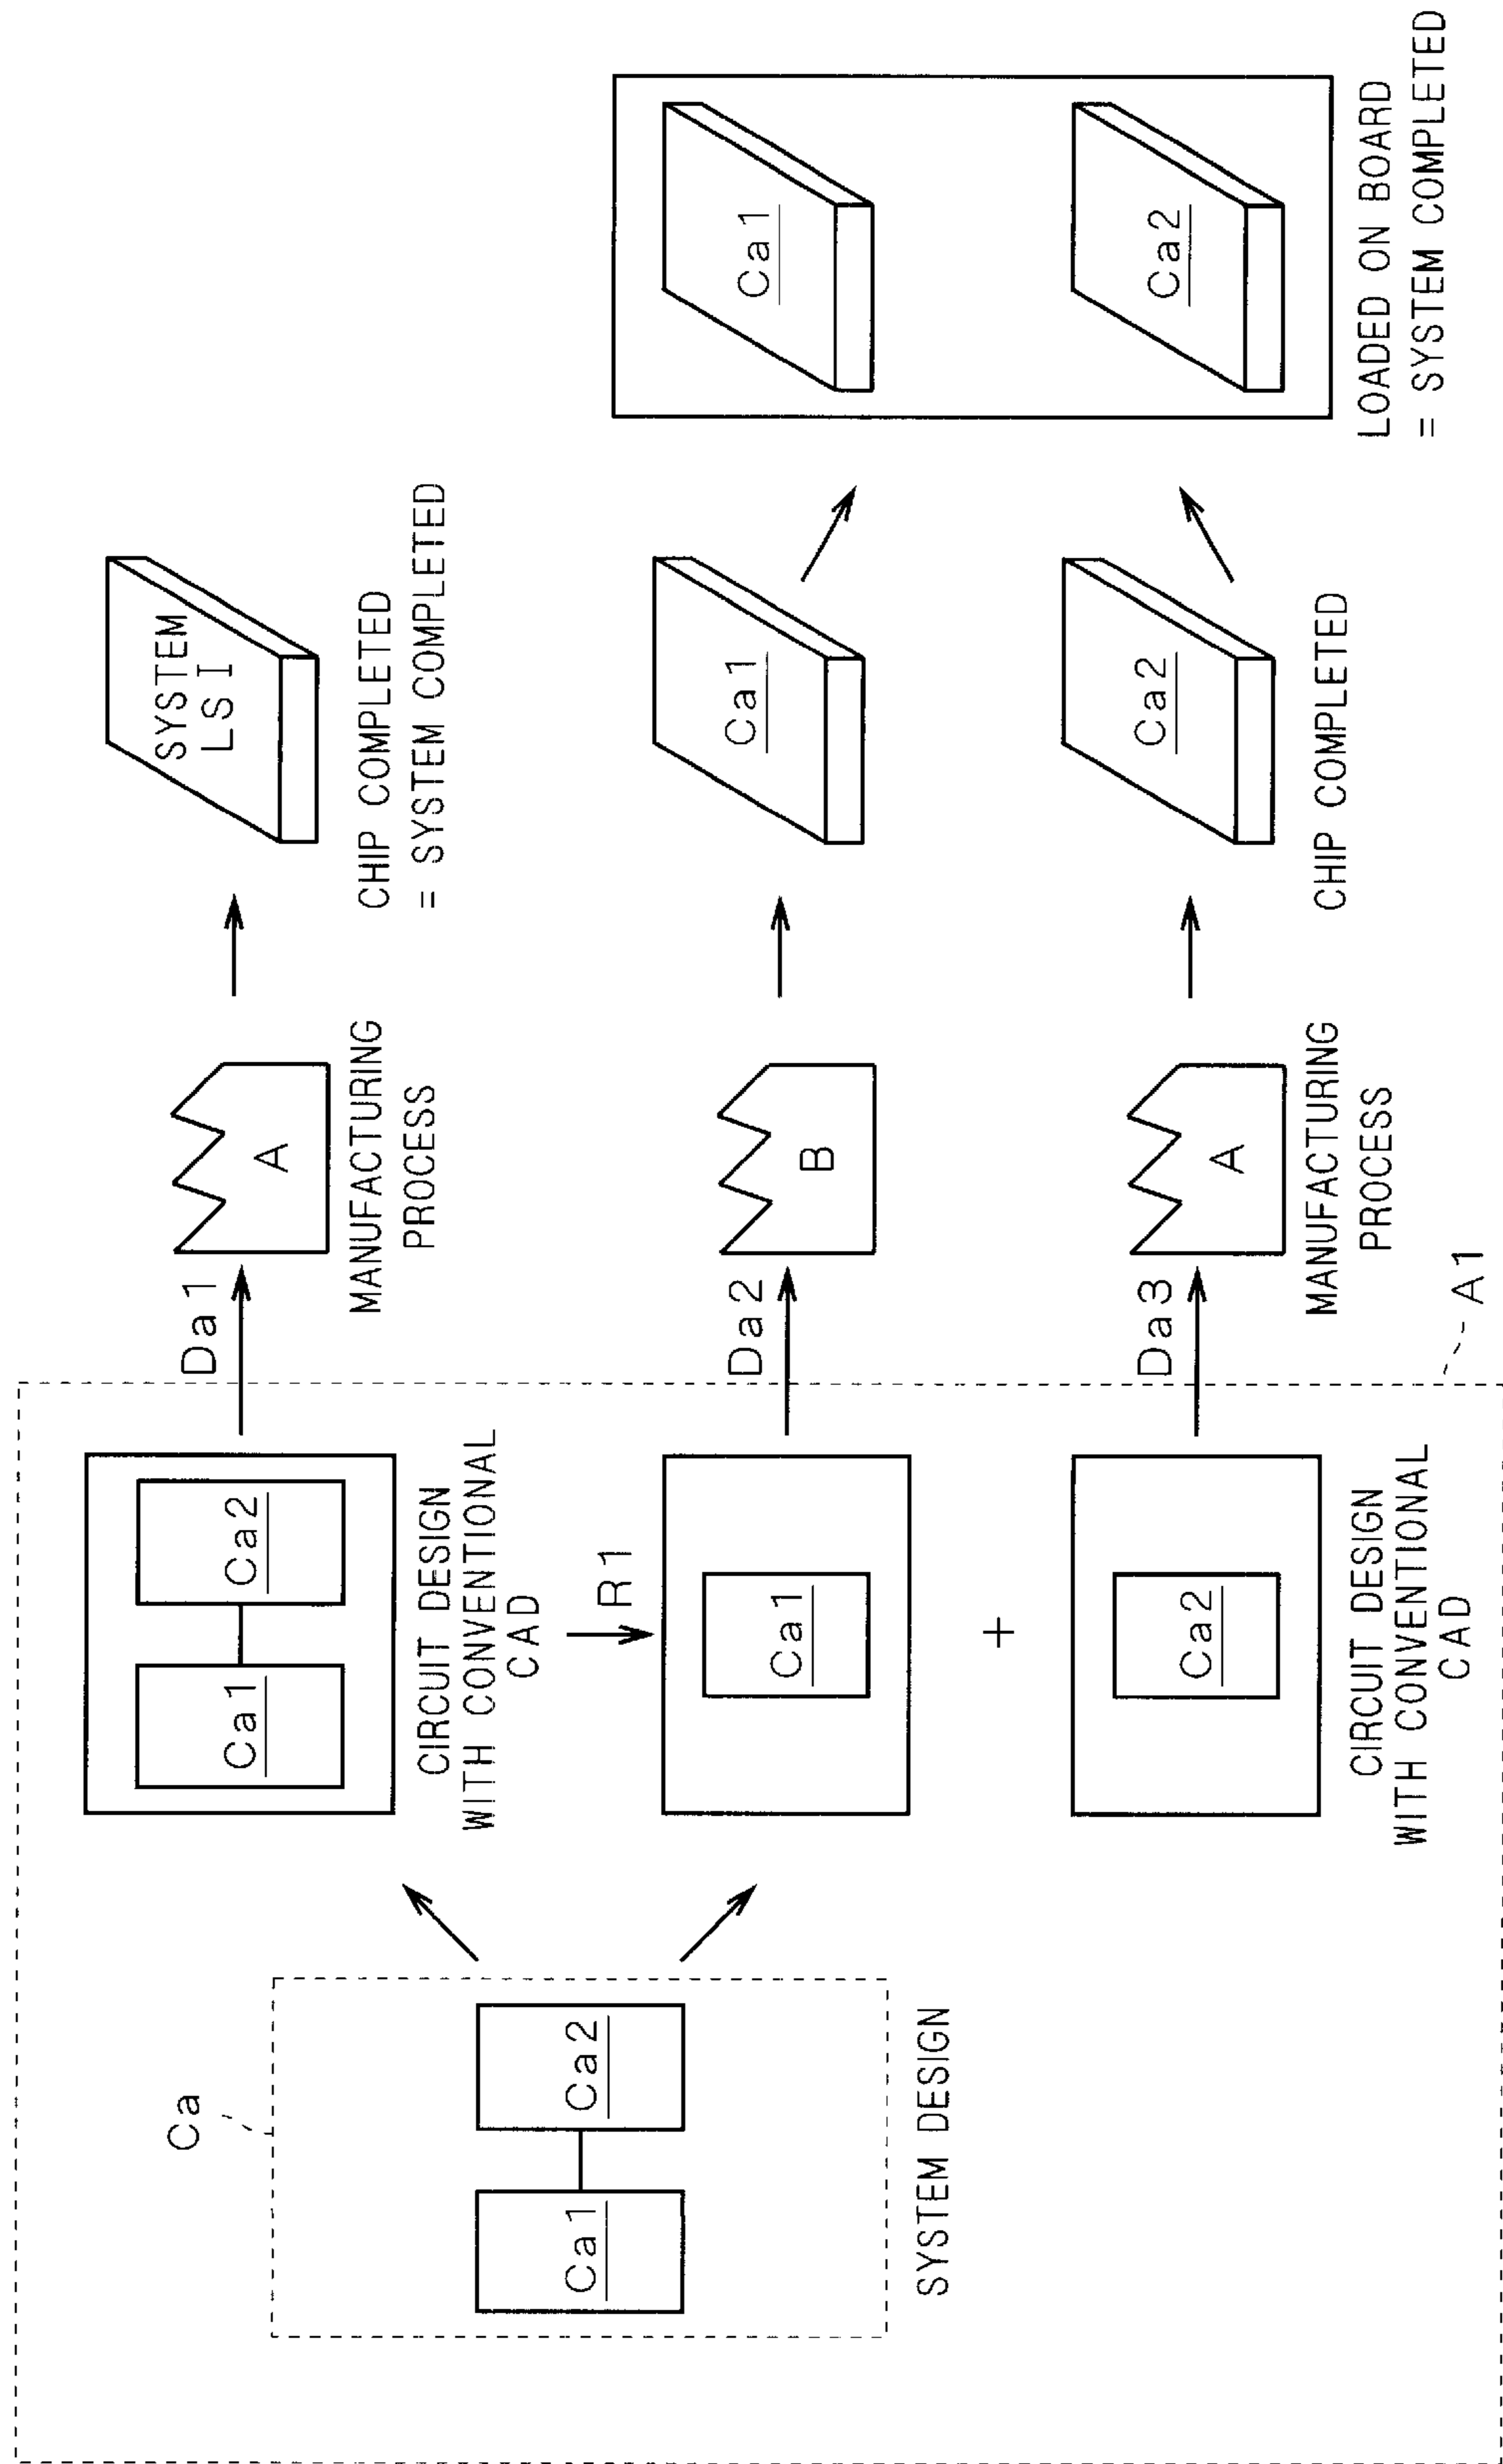 Ca
Ca1
Ca2
SYSTEM DESIGN
Ca1
Ca2
CIRCUIT DESIGN
WITH CONVENTIONAL
CAD
Da1
A
MANUFACTURING
PROCESS
SYSTEM
LSI
CHIP COMPLETED
= SYSTEM COMPLETED
R1
Ca1
Da2
B
Ca1
+
Ca2
CIRCUIT DESIGN
WITH CONVENTIONAL
CAD
Da3
A
MANUFACTURING
PROCESS
Ca2
CHIP COMPLETED
Ca1
Ca2
LOADED ON BOARD
= SYSTEM COMPLETED
A1